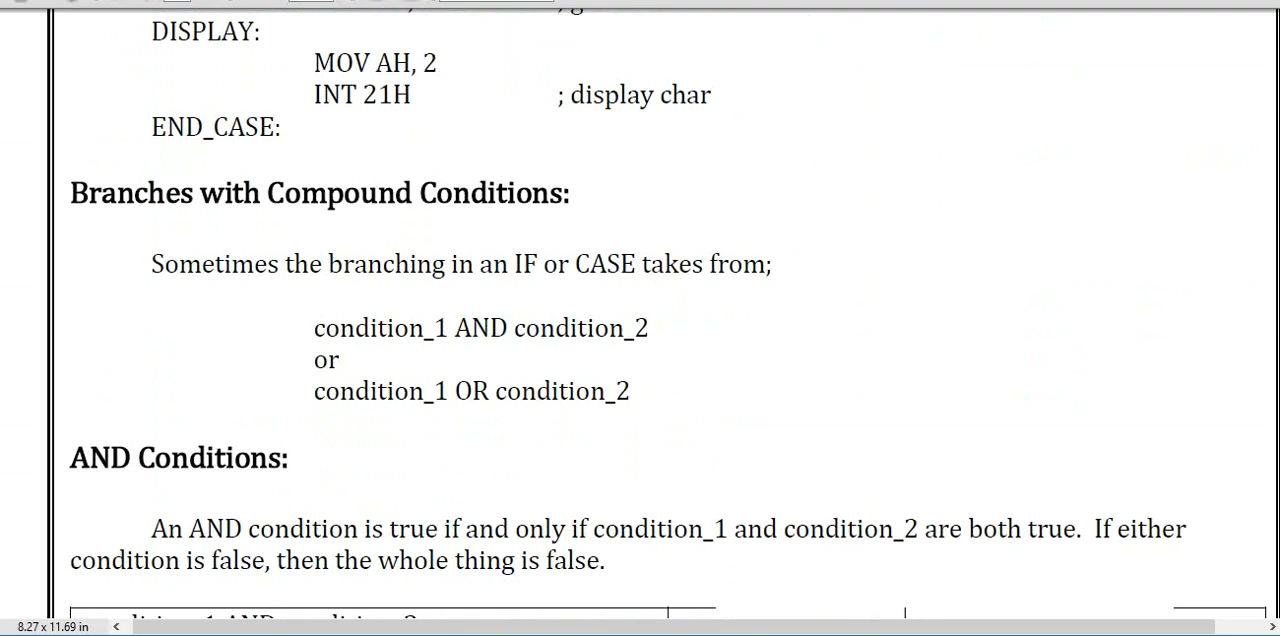 DISPLAY:
MOV AH, 2
INT 21H ; display char
END_CASE:
Branches with Compound Conditions:
Sometimes the branching in an IF or CASE takes from;
condition_1 AND condition_2
or
condition_1 OR condition_2
AND Conditions:
An AND condition is true if and only if condition_1 and condition_2 are both true. If either
condition is false, then the whole thing is false.
8.27 x 11.69 in